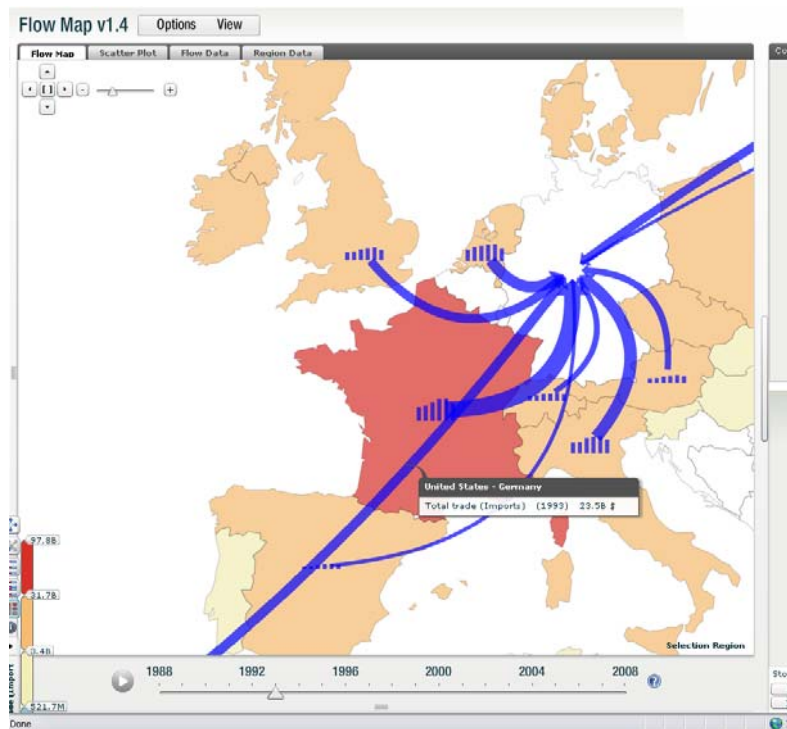 Flow Map v1.4 Options View
Flow Map Scatter Plot Flow Data Region Data
United States - Germany
Total trade (Imports) (1993) 23.5B $
97.8B
31.7B
3.4B
521.7M
Selection Region
1988 1992 1996 2000 2004 2008
Done